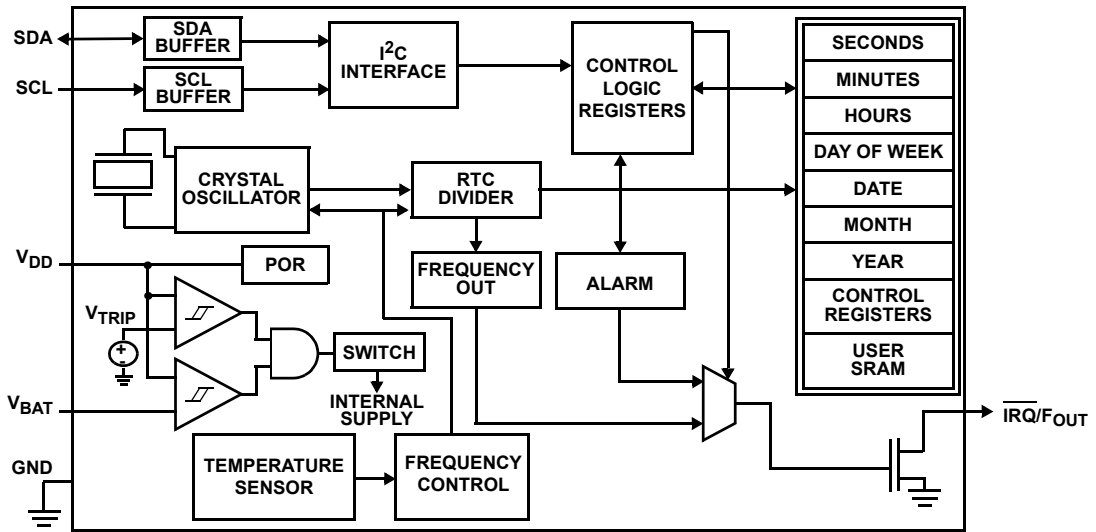 SDA
SDA
BUFFER
I²C
INTERFACE
SCL
SCL
BUFFER
CONTROL
LOGIC
REGISTERS
SECONDS
MINUTES
HOURS
DAY OF WEEK
DATE
MONTH
YEAR
CONTROL
REGISTERS
USER
SRAM
CRYSTAL
OSCILLATOR
RTC
DIVIDER
VDD
POR
FREQUENCY
OUT
ALARM
VTRIP
+
-
SWITCH
INTERNAL
SUPPLY
VBAT
I̅R̅Q̅/FOUT
GND
TEMPERATURE
SENSOR
FREQUENCY
CONTROL